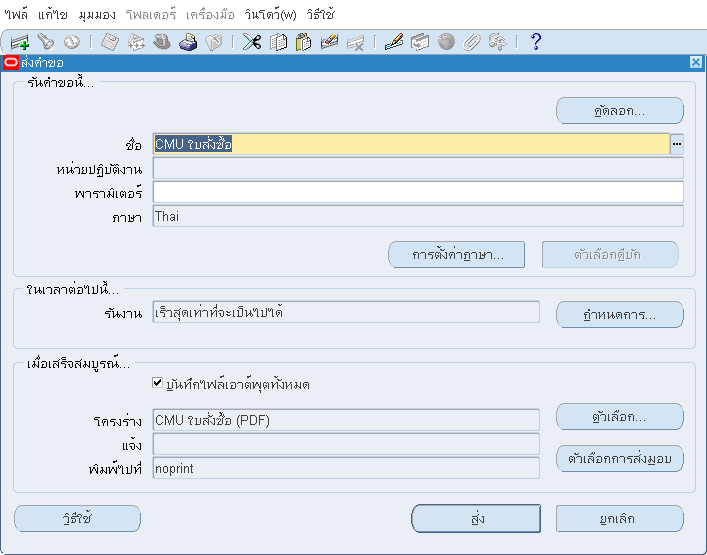 ไฟล์ แก้ไข มุมมอง โฟลเดอร์ เครื่องมือ วินโดว์(W) วิธีใช้
ส่งคำขอ
รันคำขอนี้...
คัดลอก...
ชื่อ CMU ใบสั่งซื้อ ...
หน่วยปฏิบัติงาน
พารามิเตอร์
ภาษา Thai
การตั้งค่าภาษา... ตัวเลือกดีบัก
ในเวลาต่อไปนี้...
รันงาน เร็วสุดเท่าที่จะเป็นไปได้ กำหนดการ...
เมื่อเสร็จสมบูรณ์...
บันทึกไฟล์เอาต์พุตทั้งหมด
โครงร่าง CMU ใบสั่งซื้อ (PDF) ตัวเลือก...
แจ้ง
พิมพ์ไปที่ noprint ตัวเลือกการส่งมอบ
วิธีใช้ ส่ง ยกเลิก